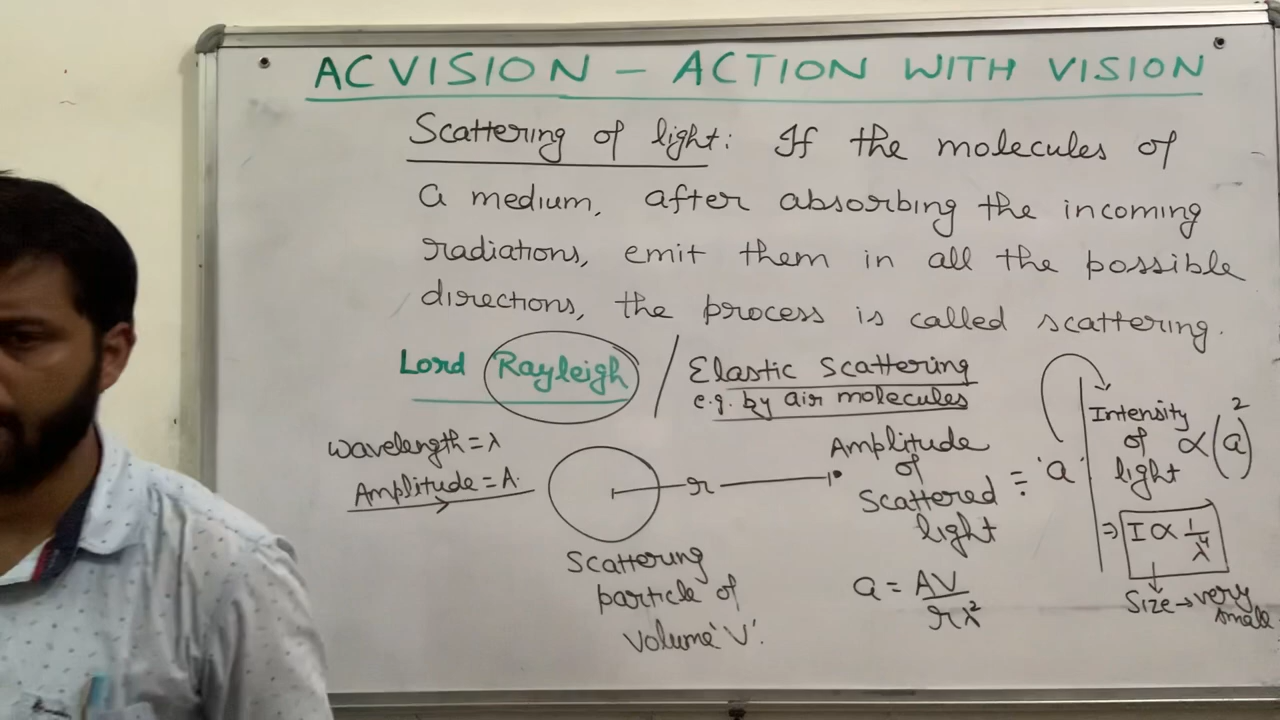 ACVISION – ACTION WITH VISION
Scattering of light: If the molecules of
a medium, after absorbing the incoming
radiations, emit them in all the possible
directions, the process is called scattering.
Lord Rayleigh / Elastic Scattering
e.g. by air molecules
Wavelength = λ
Amplitude = A.
r
Scattering
particle of
Volume 'V'.
Amplitude
of
Scattered
light
= 'a'
a = AV/rλ²
Intensity
of
light
∝ (a)²
⇒ I ∝ 1/λ⁴
Size → very
small